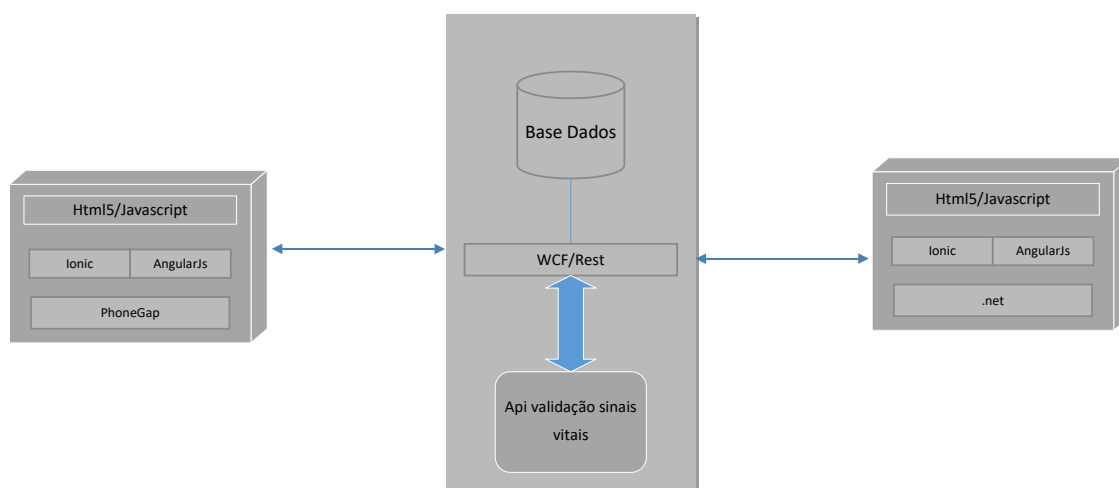 Base Dados
Html5/Javascript
Ionic
AngularJs
PhoneGap
WCF/Rest
Html5/Javascript
Ionic
AngularJs
.net
Api validação sinais
vitais